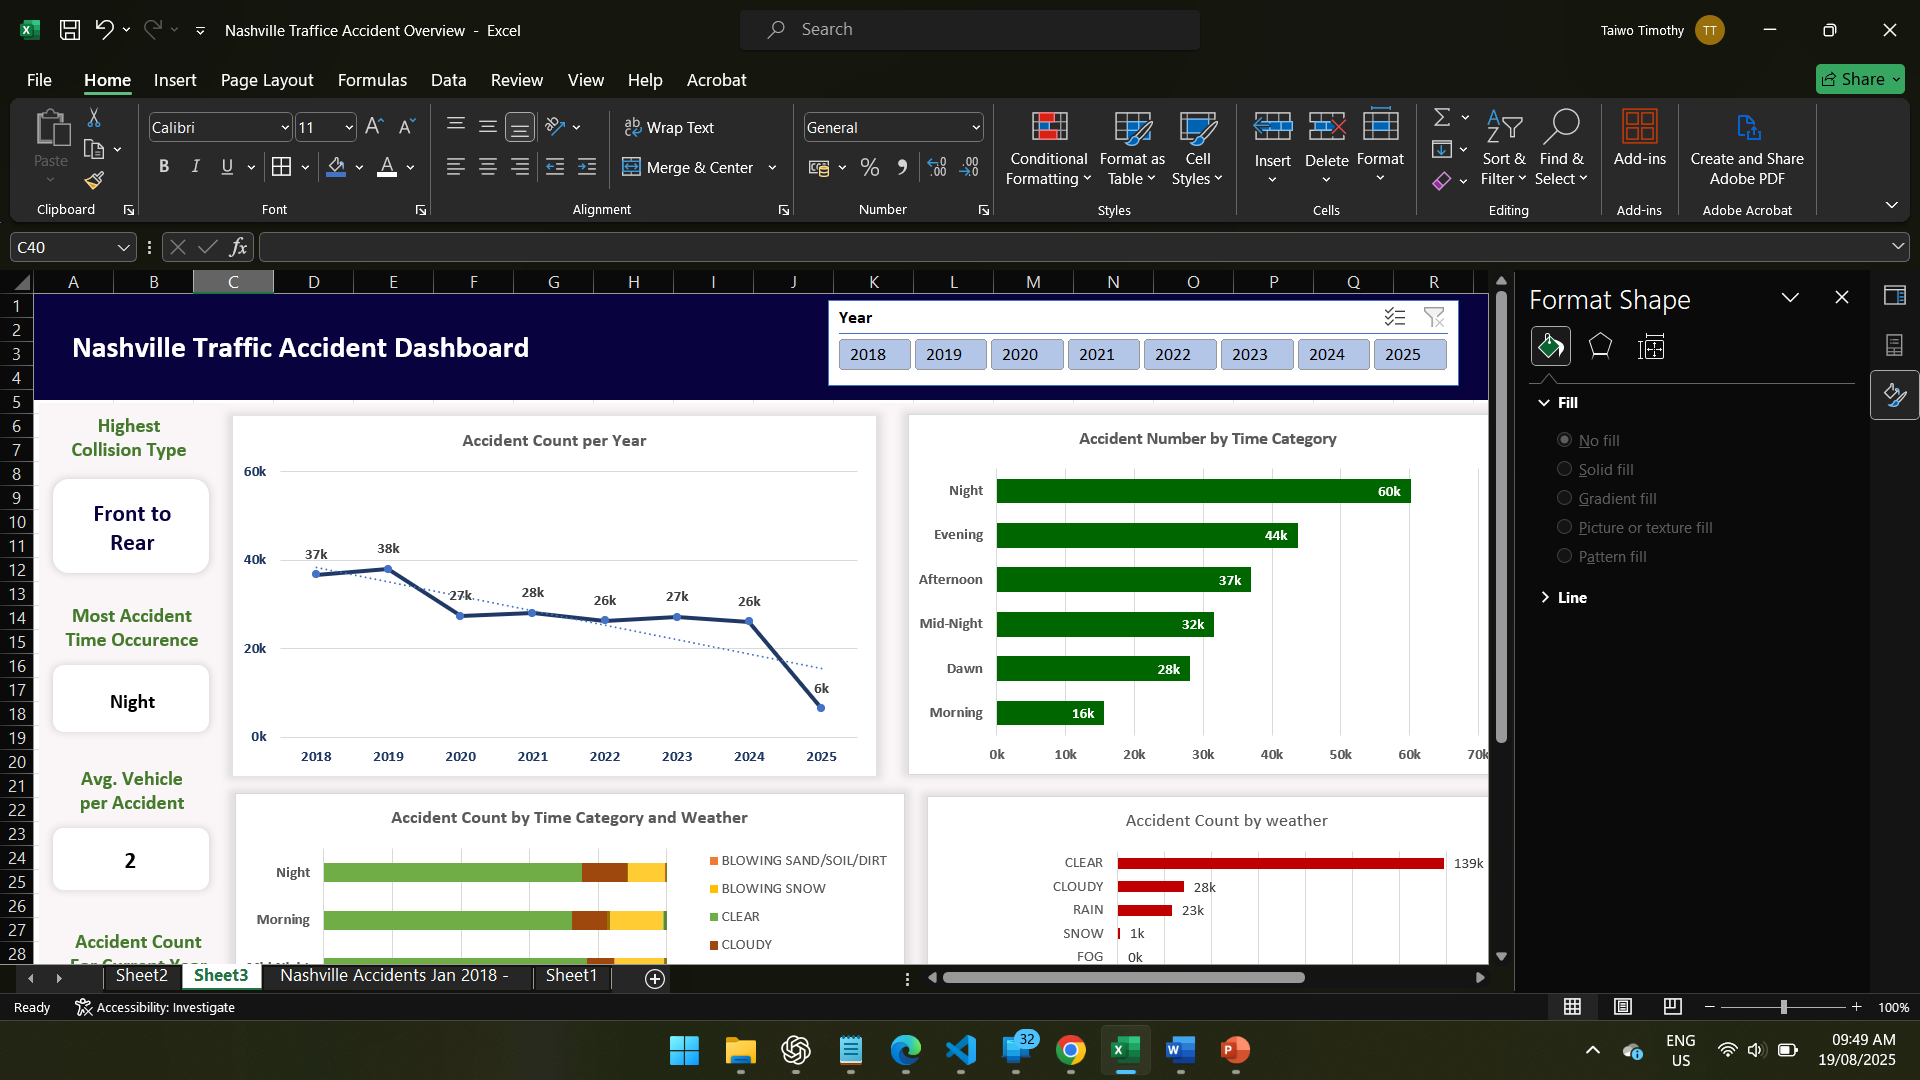 Nashville Traffice Accident Overview - Excel
Search
Taiwo Timothy
TT
File Home Insert Page Layout Formulas Data Review View Help Acrobat
Share
Paste
Calibri
11
B I U
Wrap Text
Merge & Center
General
Conditional Formatting
Format as Table
Cell Styles
Insert
Delete
Format
Sort & Filter
Find & Select
Add-ins
Create and Share Adobe PDF
Clipboard
Font
Alignment
Number
Styles
Cells
Editing
Add-ins
Adobe Acrobat
C40
fx
A B C D E F G H I J K L M N O P Q R
1
2
3
4
5
6
7
8
9
10
11
12
13
14
15
16
17
18
19
20
21
22
23
24
25
26
27
28
Nashville Traffic Accident Dashboard
Year
2018 2019 2020 2021 2022 2023 2024 2025
Highest
Collision Type
Front to
Rear
Most Accident
Time Occurence
Night
Avg. Vehicle
per Accident
2
Accident Count
For Current Year
Accident Count per Year
60k
40k
20k
0k
37k
38k
27k
28k
26k
27k
26k
6k
2018 2019 2020 2021 2022 2023 2024 2025
Accident Number by Time Category
Night 60k
Evening 44k
Afternoon 37k
Mid-Night 32k
Dawn 28k
Morning 16k
0k 10k 20k 30k 40k 50k 60k 70k
Accident Count by Time Category and Weather
Night
Morning
Mid-Night
BLOWING SAND/SOIL/DIRT
BLOWING SNOW
CLEAR
CLOUDY
Accident Count by weather
CLEAR 139k
CLOUDY 28k
RAIN 23k
SNOW 1k
FOG 0k
Format Shape
Fill
No fill
Solid fill
Gradient fill
Picture or texture fill
Pattern fill
Line
Sheet2
Sheet3
Nashville Accidents Jan 2018 -
Sheet1
Ready
Accessibility: Investigate
100%
32
ENG
US
09:49 AM
19/08/2025